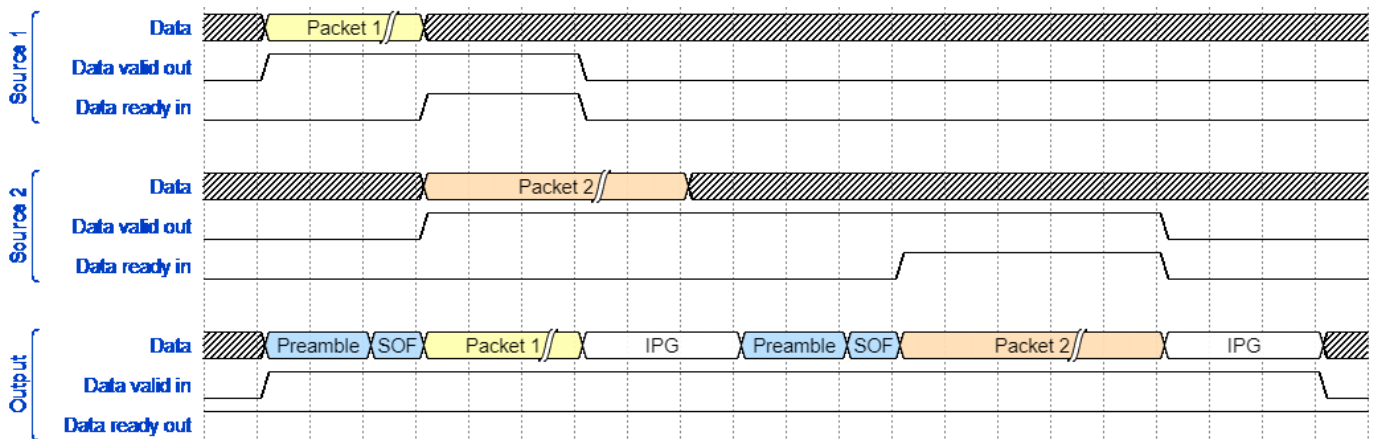 Source 1
Data Packet 1
Data valid out
Data ready in
Source 2
Data Packet 2
Data valid out
Data ready in
Output
Data Preamble SOF Packet 1 IPG Preamble SOF Packet 2 IPG
Data valid in
Data ready out